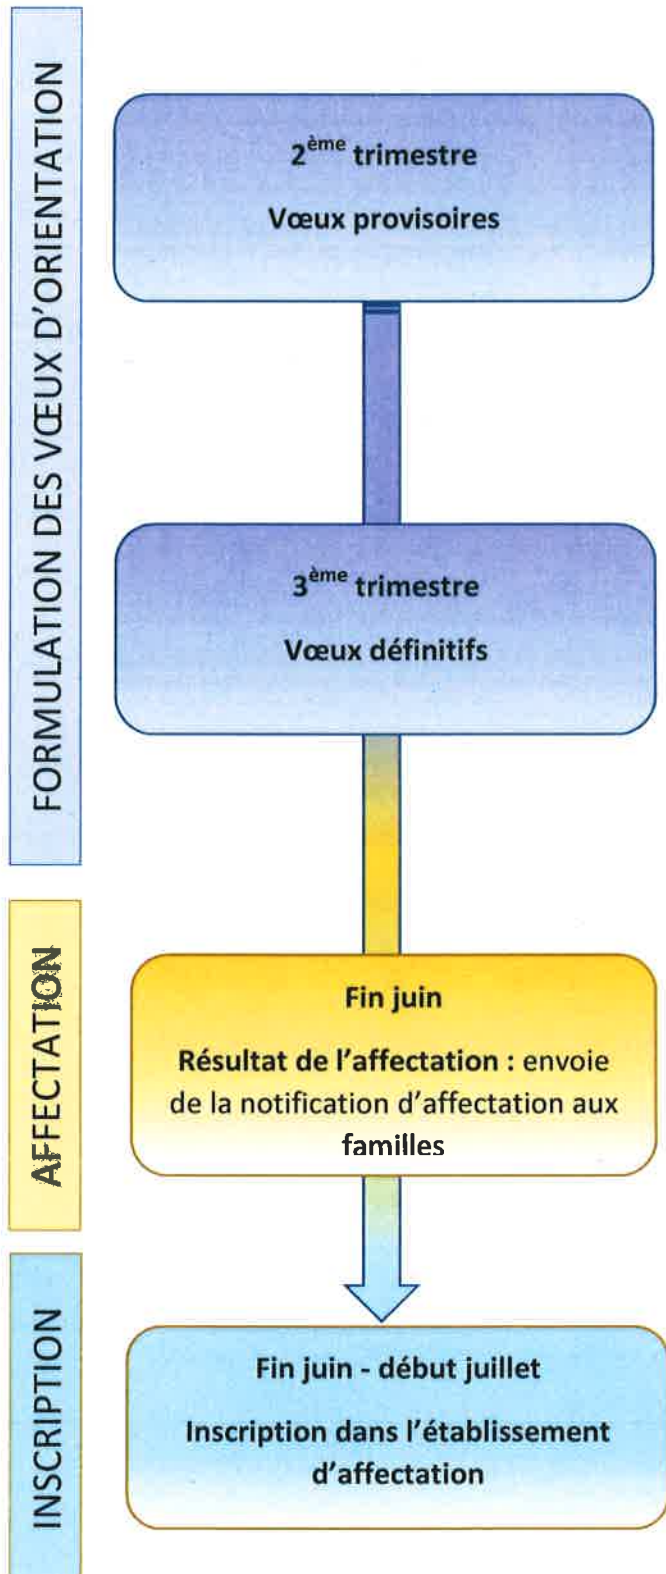 FORMULATION DES VŒUX D'ORIENTATION
2ème trimestre
Vœux provisoires
3ème trimestre
Vœux définitifs
AFFECTATION
Fin juin
Résultat de l'affectation : envoie
de la notification d'affectation aux
familles
INSCRIPTION
Fin juin - début juillet
Inscription dans l'établissement
d'affectation